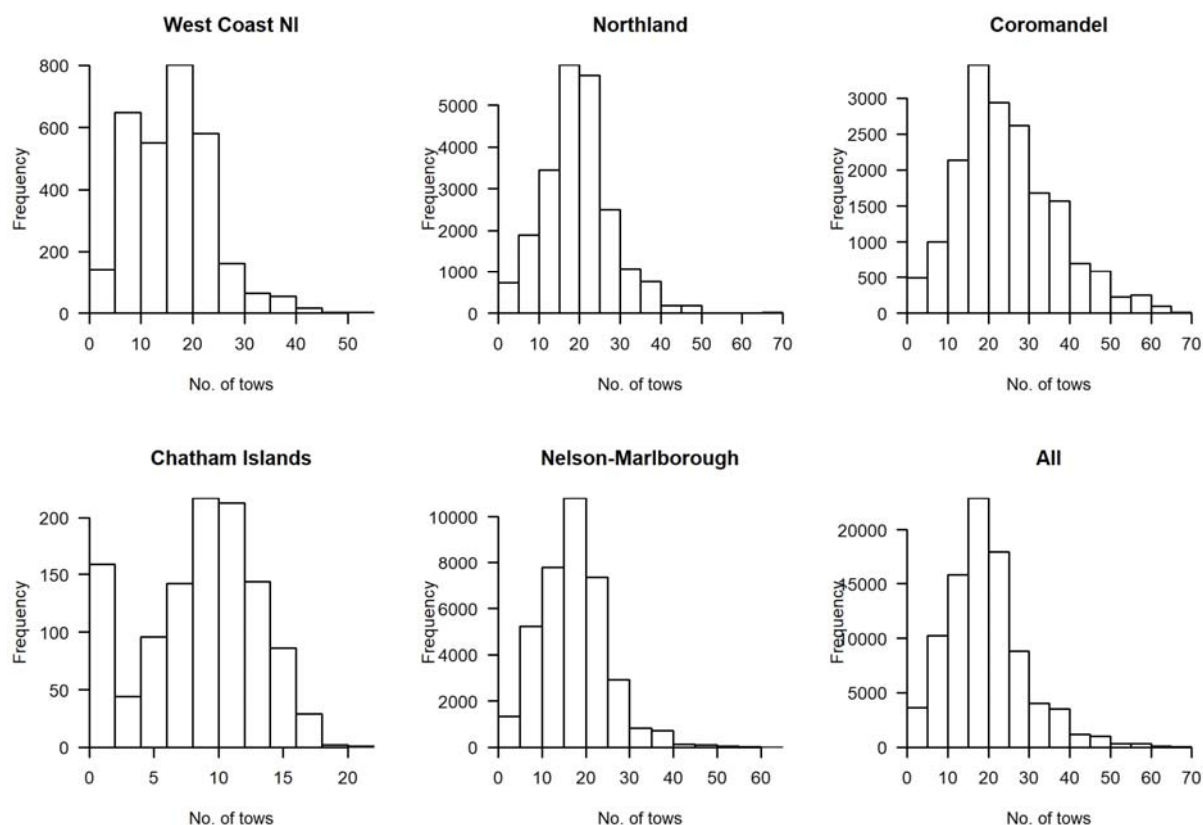 West Coast NI
Frequency
800
600
400
200
0
0 10 20 30 40 50
No. of tows
Northland
Frequency
5000
4000
3000
2000
1000
0
0 10 20 30 40 50 60 70
No. of tows
Coromandel
Frequency
3000
2500
2000
1500
1000
500
0
0 10 20 30 40 50 60 70
No. of tows
Chatham Islands
Frequency
200
150
100
50
0
0 5 10 15 20
No. of tows
Nelson-Marlborough
Frequency
10000
8000
6000
4000
2000
0
0 10 20 30 40 50 60
No. of tows
All
Frequency
20000
15000
10000
5000
0
0 10 20 30 40 50 60 70
No. of tows